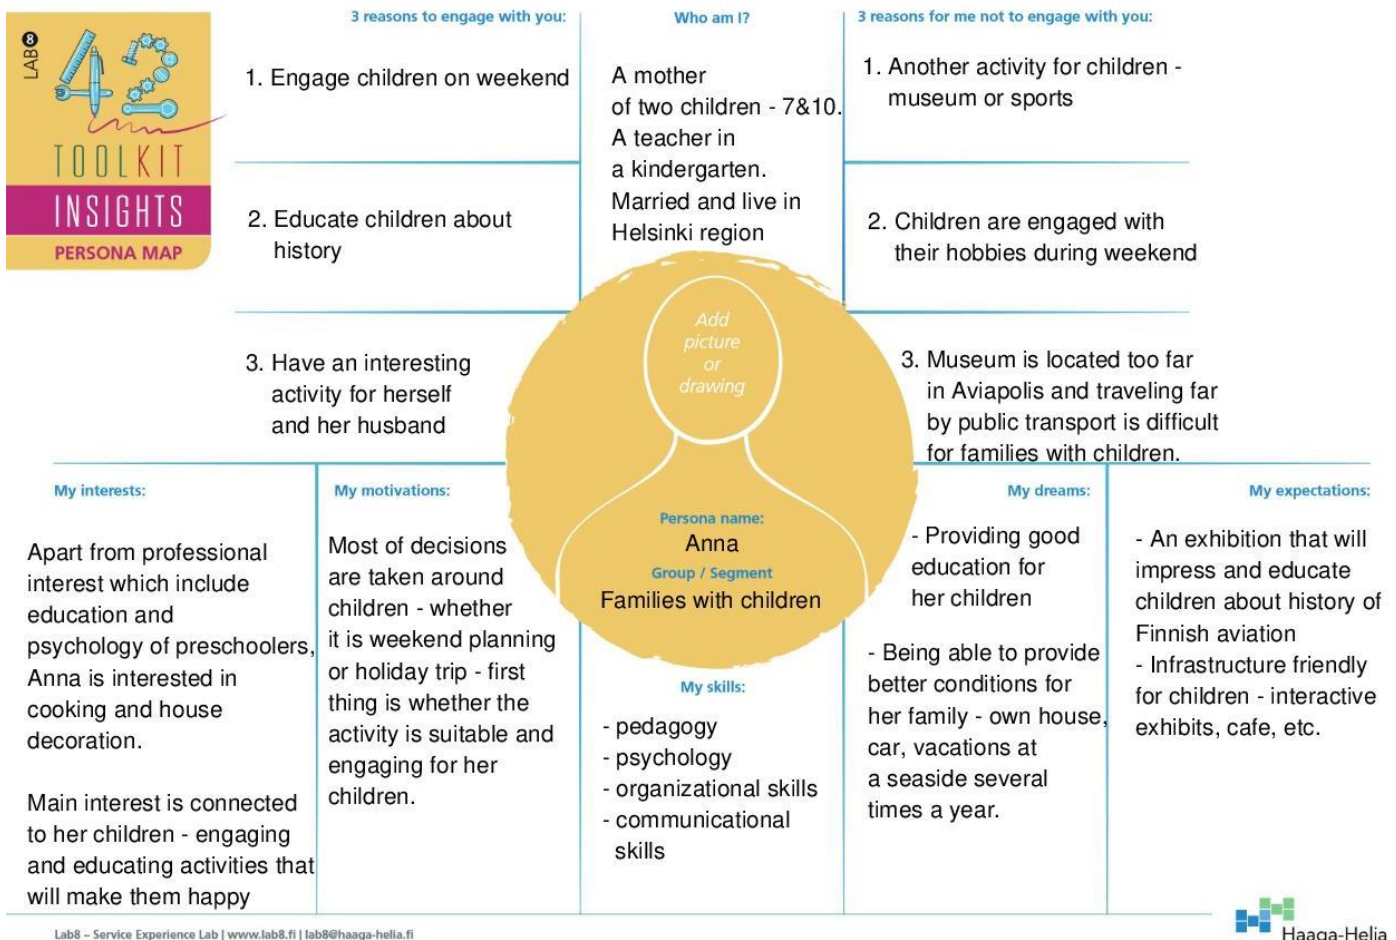 LAB8
42
TOOLKIT
INSIGHTS
PERSONA MAP
3 reasons to engage with you:
1. Engage children on weekend
2. Educate children about
history
3. Have an interesting
activity for herself
and her husband
Who am I?
A mother
of two children - 7&10.
A teacher in
a kindergarten.
Married and live in
Helsinki region
3 reasons for me not to engage with you:
1. Another activity for children -
museum or sports
2. Children are engaged with
their hobbies during weekend
3. Museum is located too far
in Aviapolis and traveling far
by public transport is difficult
for families with children.
Add
picture
or
drawing
Persona name:
Anna
Group / Segment
Families with children
My interests:
Apart from professional
interest which include
education and
psychology of preschoolers,
Anna is interested in
cooking and house
decoration.
Main interest is connected
to her children - engaging
and educating activities that
will make them happy
My motivations:
Most of decisions
are taken around
children - whether
it is weekend planning
or holiday trip - first
thing is whether the
activity is suitable and
engaging for her
children.
My skills:
- pedagogy
- psychology
- organizational skills
- communicational
skills
My dreams:
- Providing good
education for
her children
- Being able to provide
better conditions for
her family - own house,
car, vacations at
a seaside several
times a year.
My expectations:
- An exhibition that will
impress and educate
children about history of
Finnish aviation
- Infrastructure friendly
for children - interactive
exhibits, cafe, etc.
Lab8 – Service Experience Lab | www.lab8.fi | lab8@haaga-helia.fi
Haaga-Helia